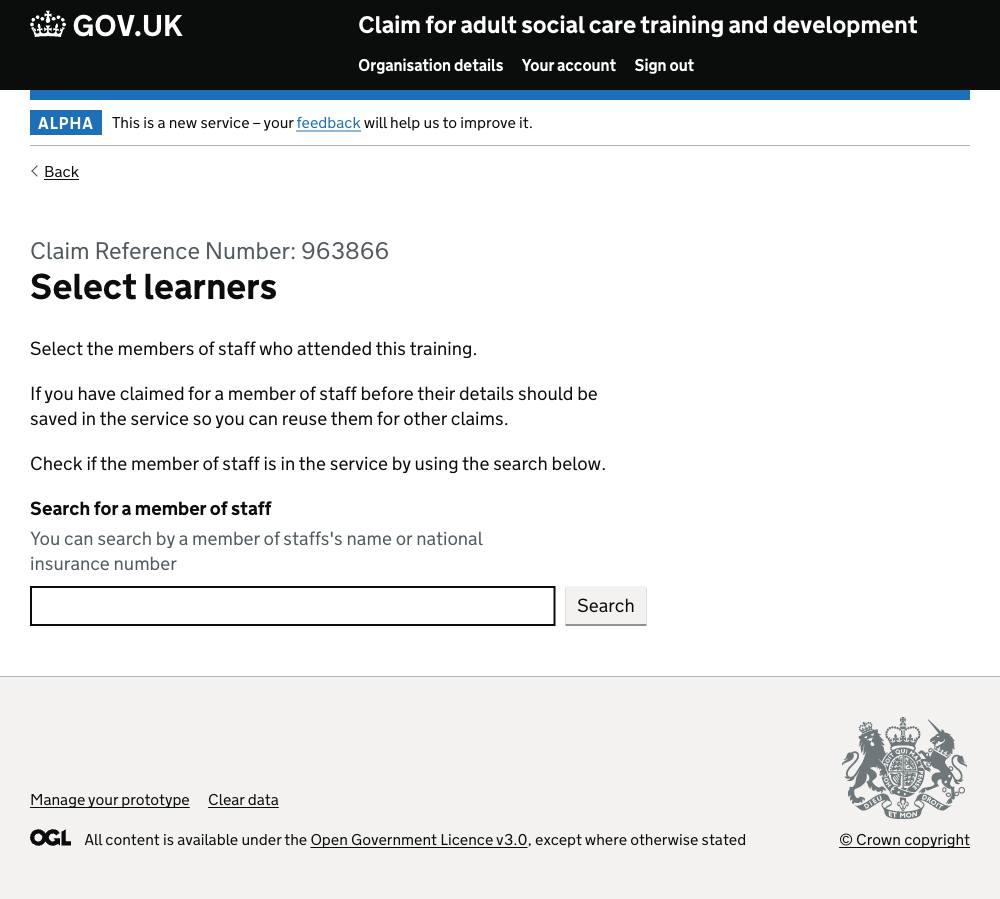 GOV.UK
Claim for adult social care training and development
Organisation details Your account Sign out
ALPHA This is a new service – your feedback will help us to improve it.
Back
Claim Reference Number: 963866
Select learners
Select the members of staff who attended this training.
If you have claimed for a member of staff before their details should be
saved in the service so you can reuse them for other claims.
Check if the member of staff is in the service by using the search below.
Search for a member of staff
You can search by a member of staffs's name or national
insurance number
Search
Manage your prototype Clear data
OGL All content is available under the Open Government Licence v3.0, except where otherwise stated
DIEU ET MON DROIT
© Crown copyright